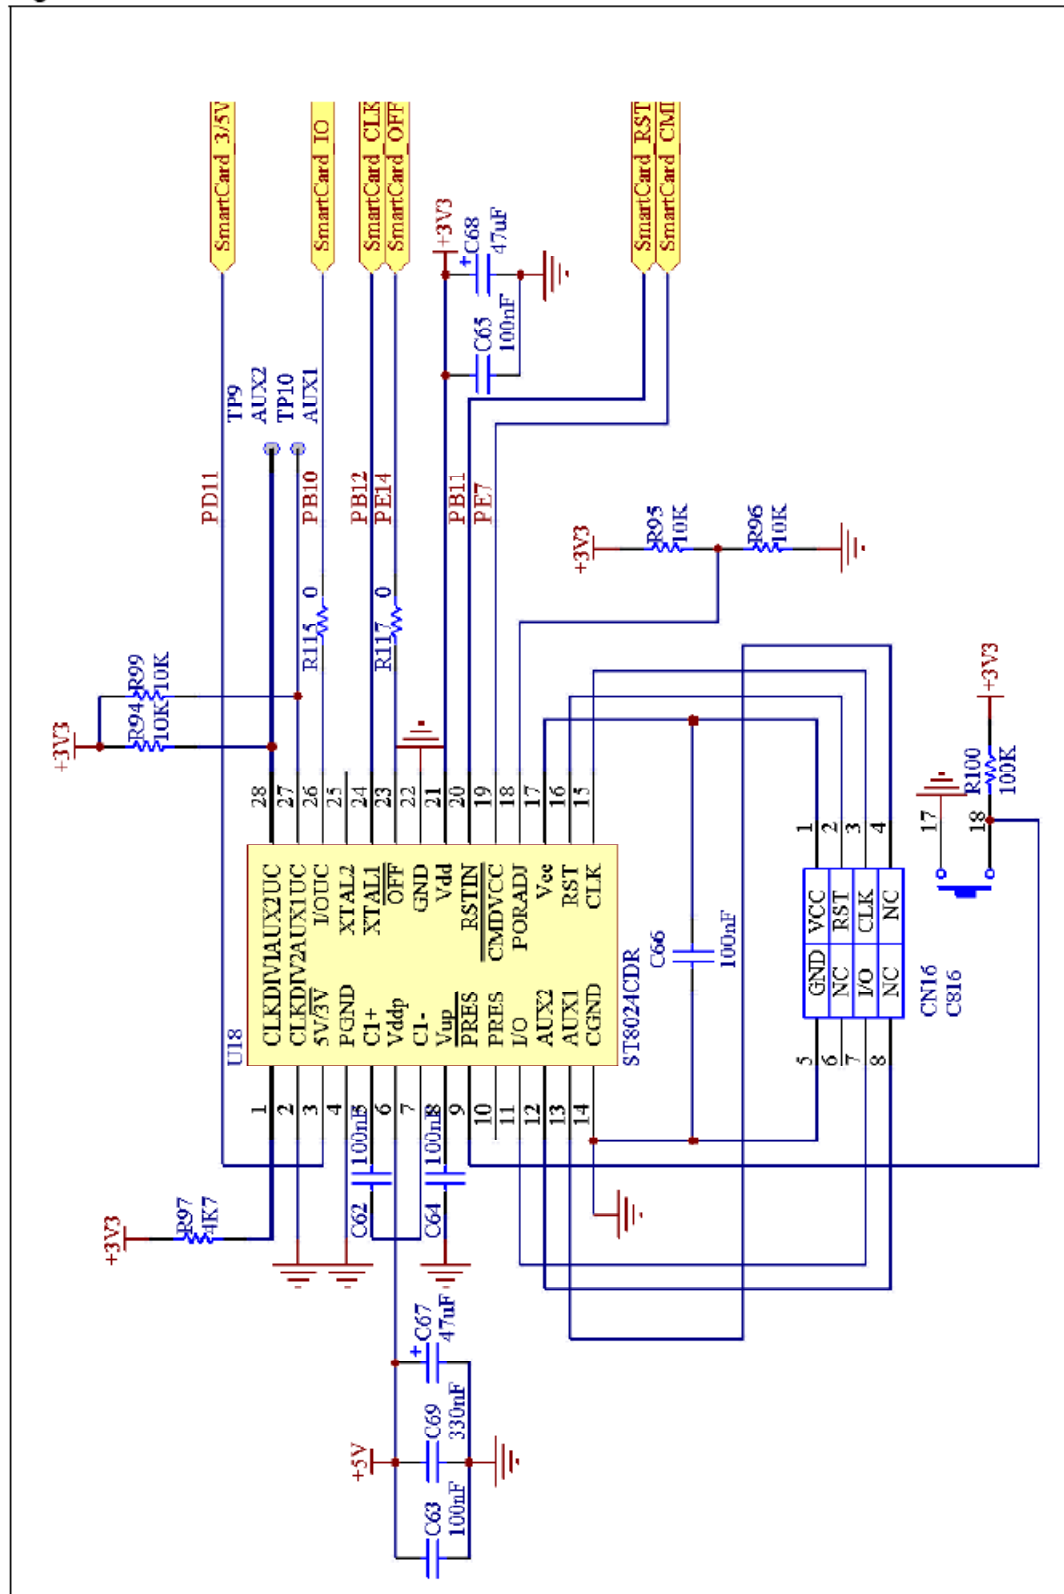 SmartCard_3/5V
SmartCard_IO
SmartCard_CLK
SmartCard_OFF
SmartCard_RST
SmartCard_CMD
+3V3
C68
47uF
C65
100nF
TP9
AUX2
TP10
AUX1
PD11
PB10
PB12
PE14
PB11
PE7
+3V3
R95
10K
R96
10K
R115
0
R117
0
+3V3
R99
10K
R94
10K
+3V3
R100
100K
28
27
26
25
24
23
22
21
20
19
18
17
16
15
U18
CLKDIV1 AUX2UC
CLKDIV2 AUX1UC
5V/3V I/OUC
PGND XTAL2
C1+ XTAL1
Vddp OFF
C1- GND
Vup Vdd
PRES RSTIN
PRES CMDVCC
I/O PORADJ
AUX2 Vcc
AUX1 RST
CGND CLK
ST8024CDR
1
2
3
4
5
6
7
8
9
10
11
12
13
14
C66
100nF
1
2
3
4
17
18
GND VCC
NC RST
I/O CLK
NC NC
5
6
7
8
CN16
C816
+3V3
R97
4K7
C62
100nF
C64
100nF
+5V
C67
47uF
C69
330nF
C63
100nF